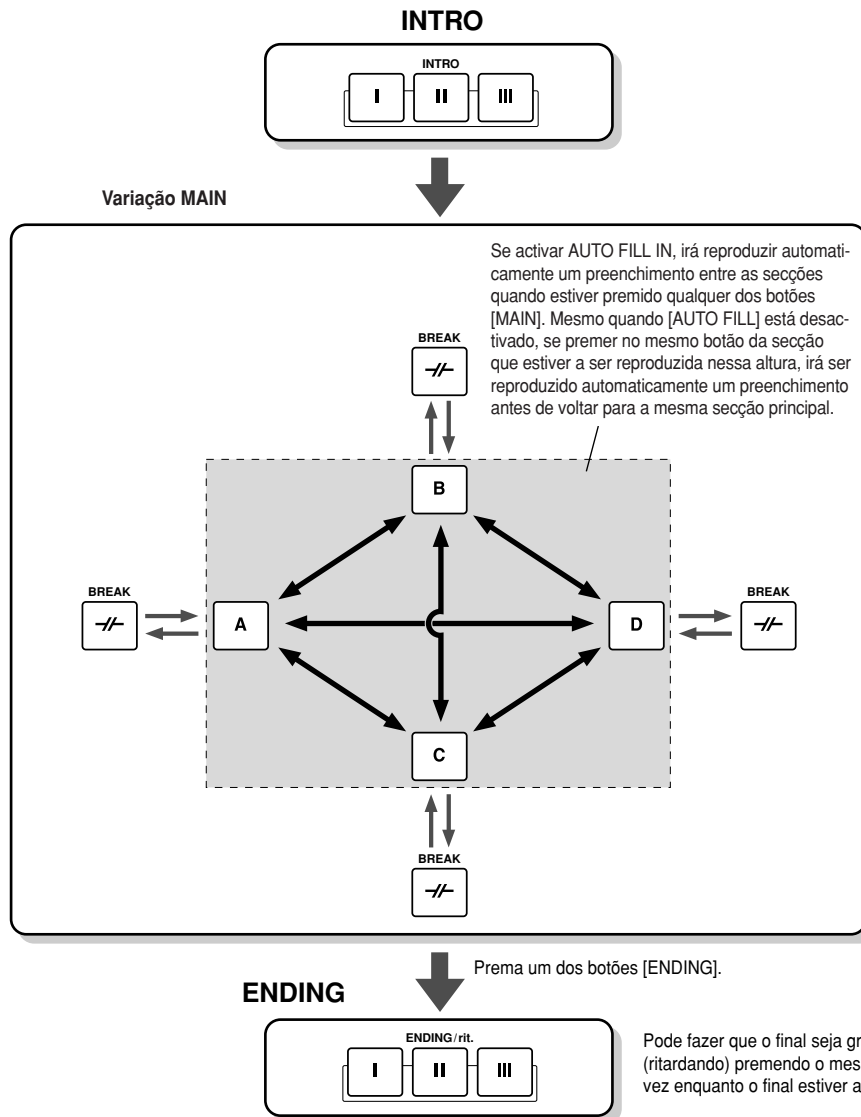 INTRO
INTRO
I II III
Variação MAIN
Se activar AUTO FILL IN, irá reproduzir automati-
camente um preenchimento entre as secções
quando estiver premido qualquer dos botões
[MAIN]. Mesmo quando [AUTO FILL] está desac-
tivado, se premer no mesmo botão da secção
que estiver a ser reproduzida nessa altura, irá ser
reproduzido automaticamente um preenchimento
antes de voltar para a mesma secção principal.
BREAK
B
BREAK
A
D
BREAK
C
BREAK
Prema um dos botões [ENDING].
ENDING
ENDING/rit.
I II III
Pode fazer que o final seja
(ritardando) premendo o
vez enquanto o final estiver a